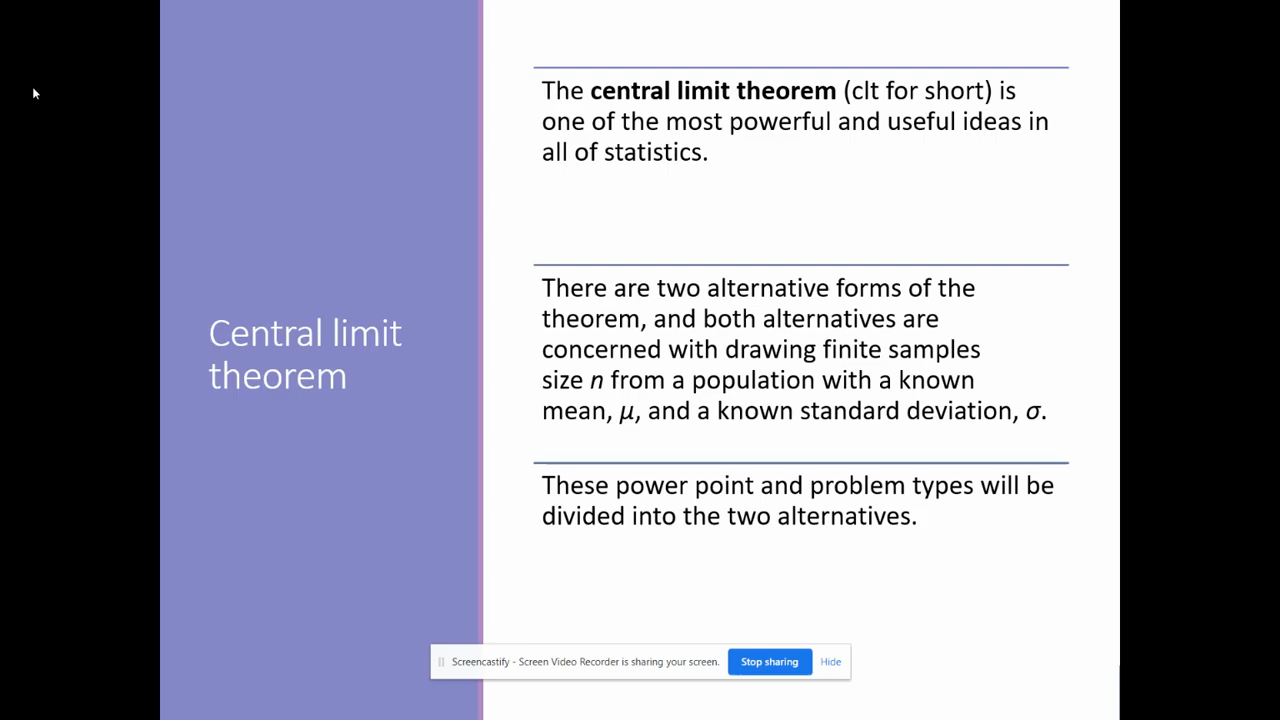 Central limit
theorem
The central limit theorem (clt for short) is
one of the most powerful and useful ideas in
all of statistics.
There are two alternative forms of the
theorem, and both alternatives are
concerned with drawing finite samples
size n from a population with a known
mean, μ, and a known standard deviation, σ.
These power point and problem types will be
divided into the two alternatives.
Screencastify - Screen Video Recorder is sharing your screen. Stop sharing Hide